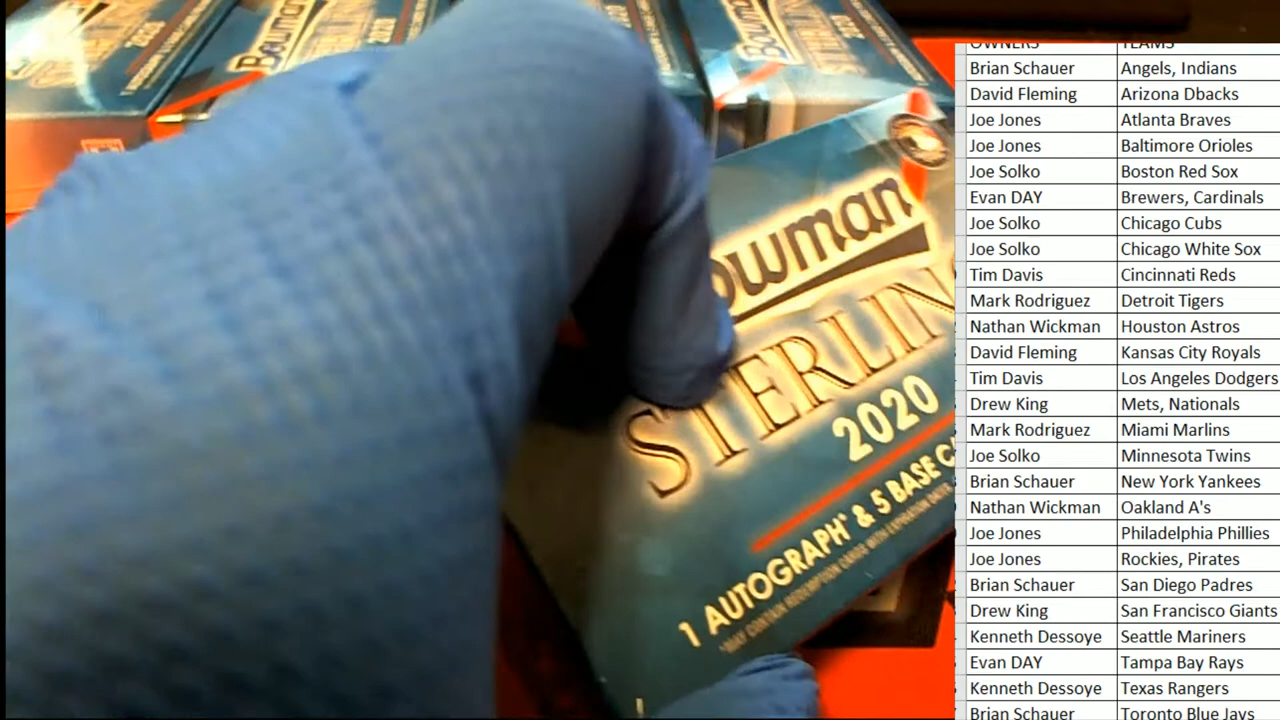 Bowman
2020
Bowman
2020
Bowman
Bowman
STERLING
2020
1 AUTOGRAPH* & 5 BASE C
OWNERS TEAMS
Brian Schauer Angels, Indians
David Fleming Arizona Dbacks
Joe Jones Atlanta Braves
Joe Jones Baltimore Orioles
Joe Solko Boston Red Sox
Evan DAY Brewers, Cardinals
Joe Solko Chicago Cubs
Joe Solko Chicago White Sox
Tim Davis Cincinnati Reds
Mark Rodriguez Detroit Tigers
Nathan Wickman Houston Astros
David Fleming Kansas City Royals
Tim Davis Los Angeles Dodgers
Drew King Mets, Nationals
Mark Rodriguez Miami Marlins
Joe Solko Minnesota Twins
Brian Schauer New York Yankees
Nathan Wickman Oakland A's
Joe Jones Philadelphia Phillies
Joe Jones Rockies, Pirates
Brian Schauer San Diego Padres
Drew King San Francisco Giants
Kenneth Dessoye Seattle Mariners
Evan DAY Tampa Bay Rays
Kenneth Dessoye Texas Rangers
Brian Schauer Toronto Blue Jays